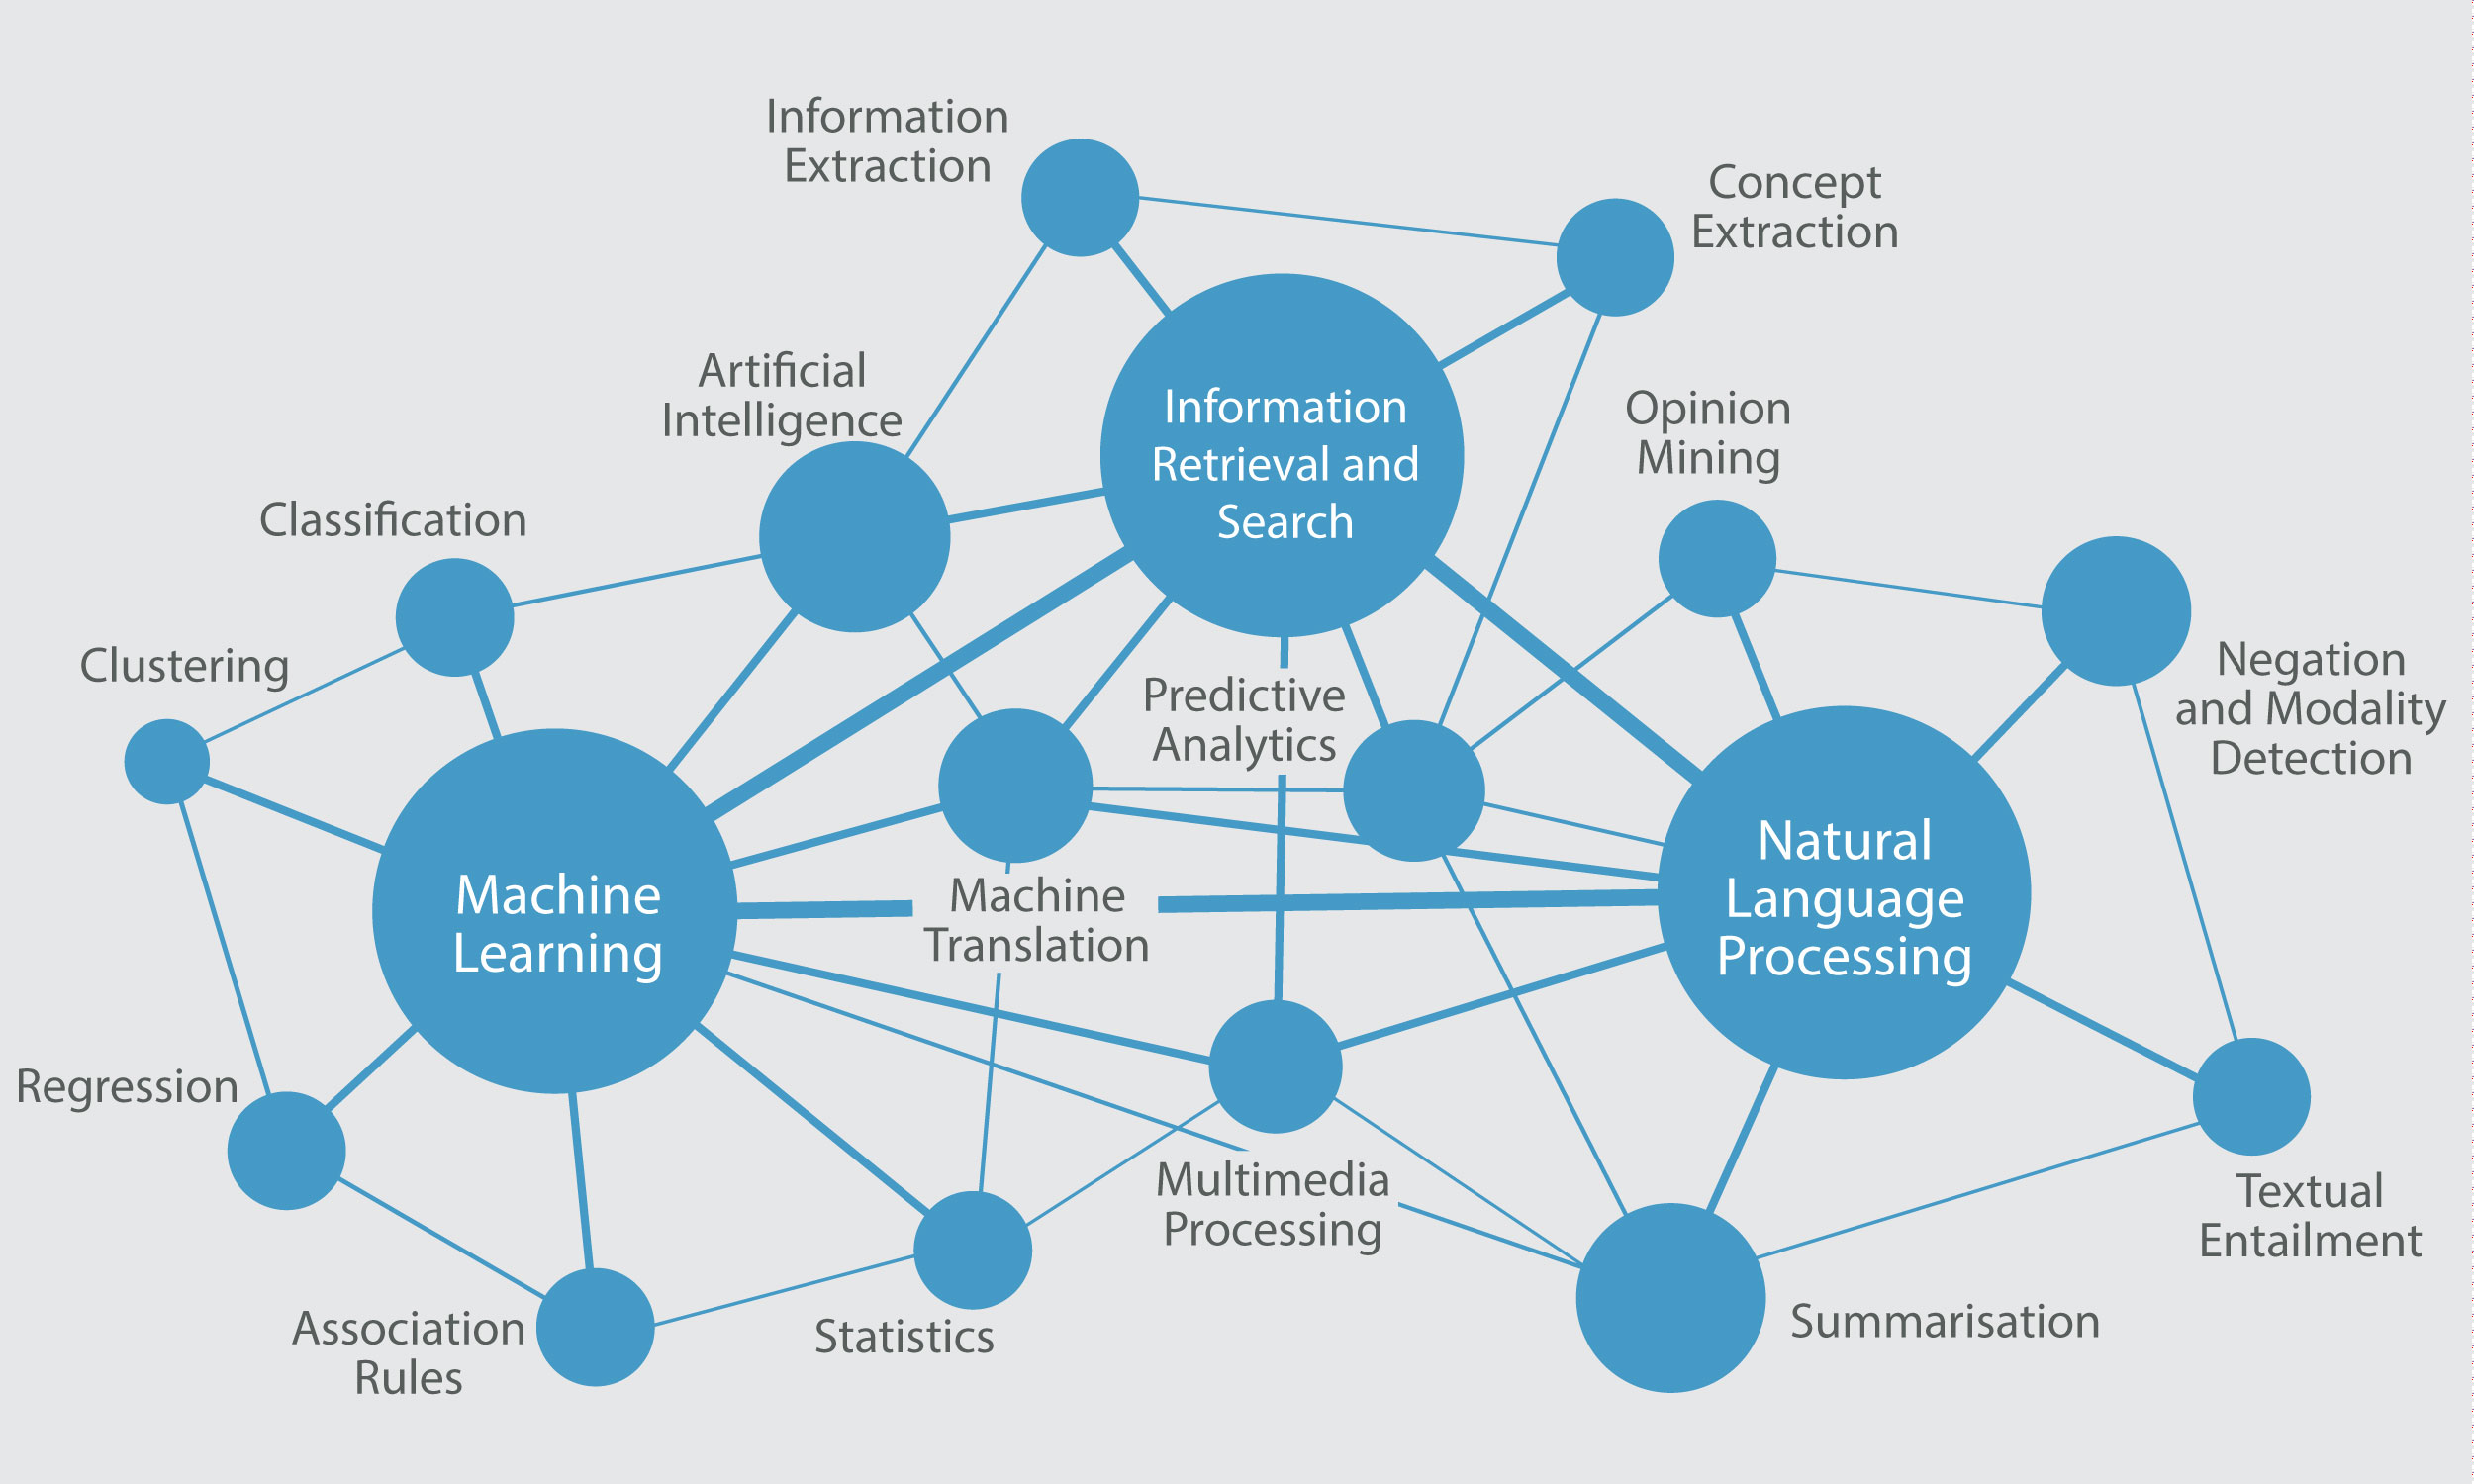 Information
Extraction
Concept
Extraction
Artificial
Intelligence
Information
Retrieval and
Search
Opinion
Mining
Classification
Clustering
Predictive
Analytics
Negation
and Modality
Detection
Machine
Learning
Machine
Translation
Natural
Language
Processing
Regression
Multimedia
Processing
Textual
Entailment
Association
Rules
Statistics
Summarisation